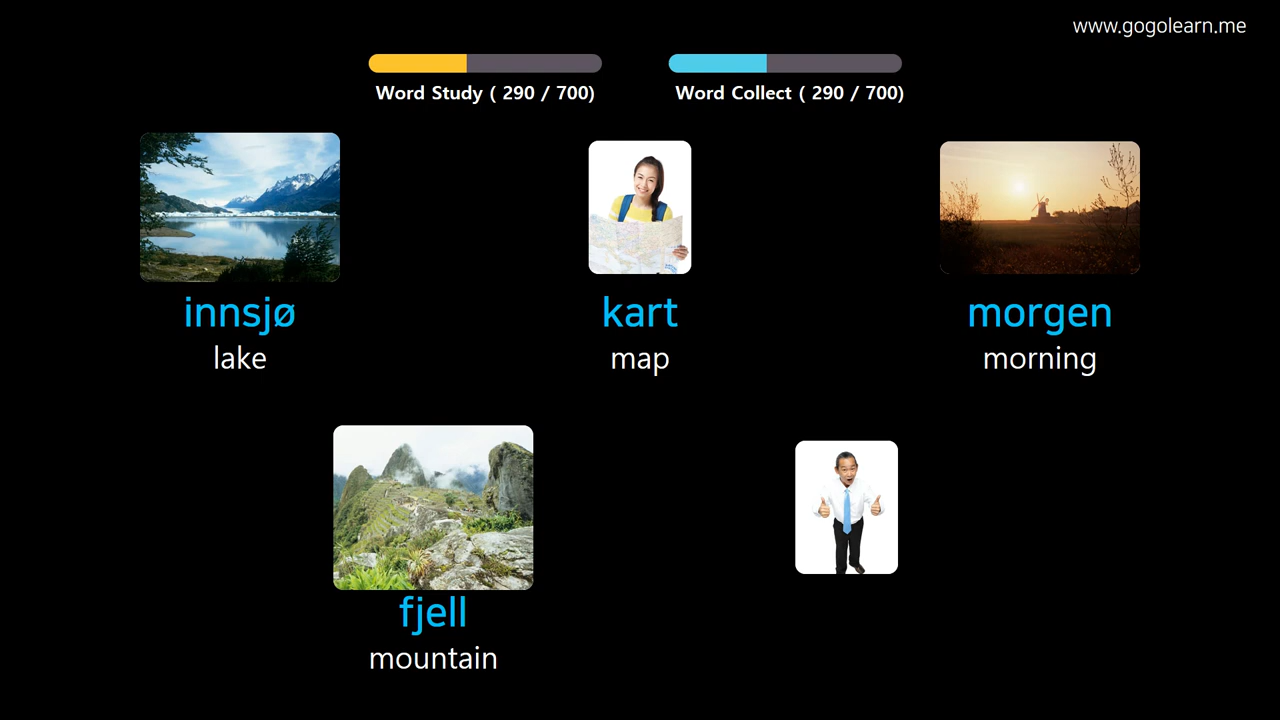 www.gogolearn.me
Word Study ( 290 / 700)
Word Collect ( 290 / 700)
innsjø
lake
kart
map
morgen
morning
fjell
mountain